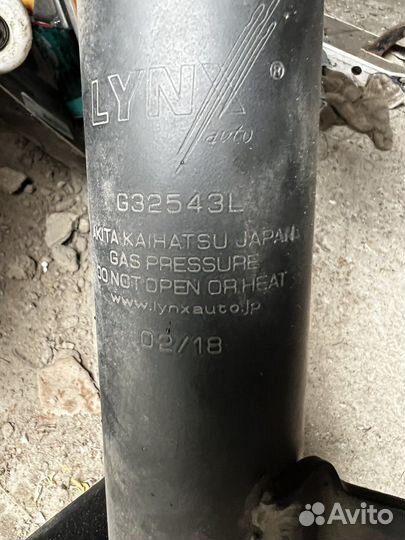 LYNX ®
auto
G32543L
AKITA KAIHATSU JAPAN
GAS PRESSURE
DO NOT OPEN OR HEAT
www.lynxauto.jp
02/18
Avito